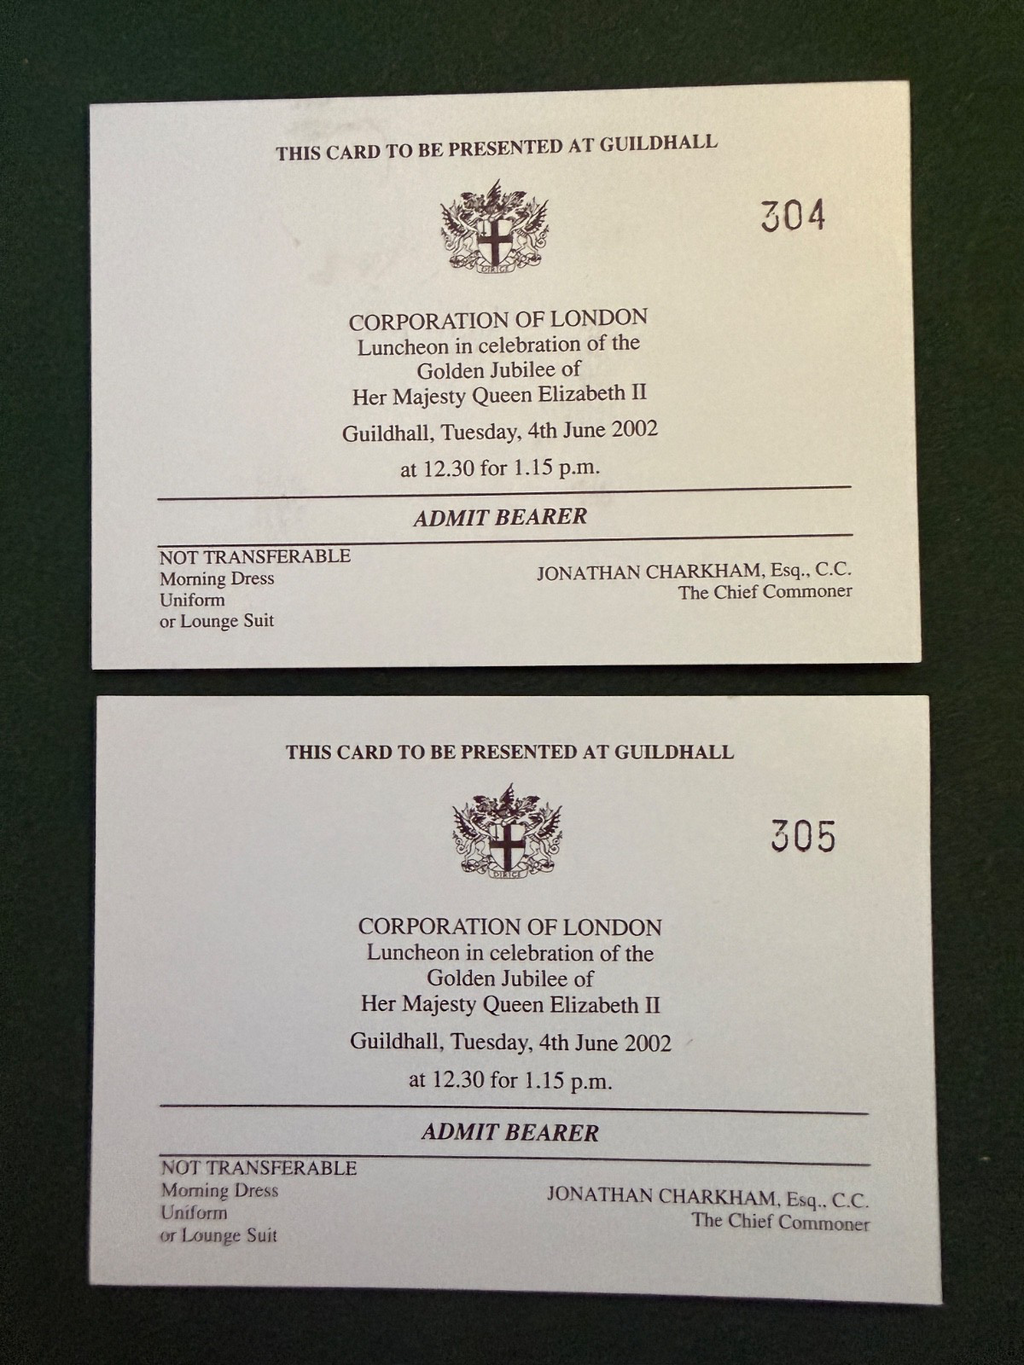 THIS CARD TO BE PRESENTED AT GUILDHALL
304
DIRIGE
CORPORATION OF LONDON
Luncheon in celebration of the
Golden Jubilee of
Her Majesty Queen Elizabeth II
Guildhall, Tuesday, 4th June 2002
at 12.30 for 1.15 p.m.
ADMIT BEARER
NOT TRANSFERABLE
Morning Dress
Uniform
or Lounge Suit
JONATHAN CHARKHAM, Esq., C.C.
The Chief Commoner
THIS CARD TO BE PRESENTED AT GUILDHALL
305
DIRIGE
CORPORATION OF LONDON
Luncheon in celebration of the
Golden Jubilee of
Her Majesty Queen Elizabeth II
Guildhall, Tuesday, 4th June 2002
at 12.30 for 1.15 p.m.
ADMIT BEARER
NOT TRANSFERABLE
Morning Dress
Uniform
or Lounge Suit
JONATHAN CHARKHAM, Esq., C.C.
The Chief Commoner